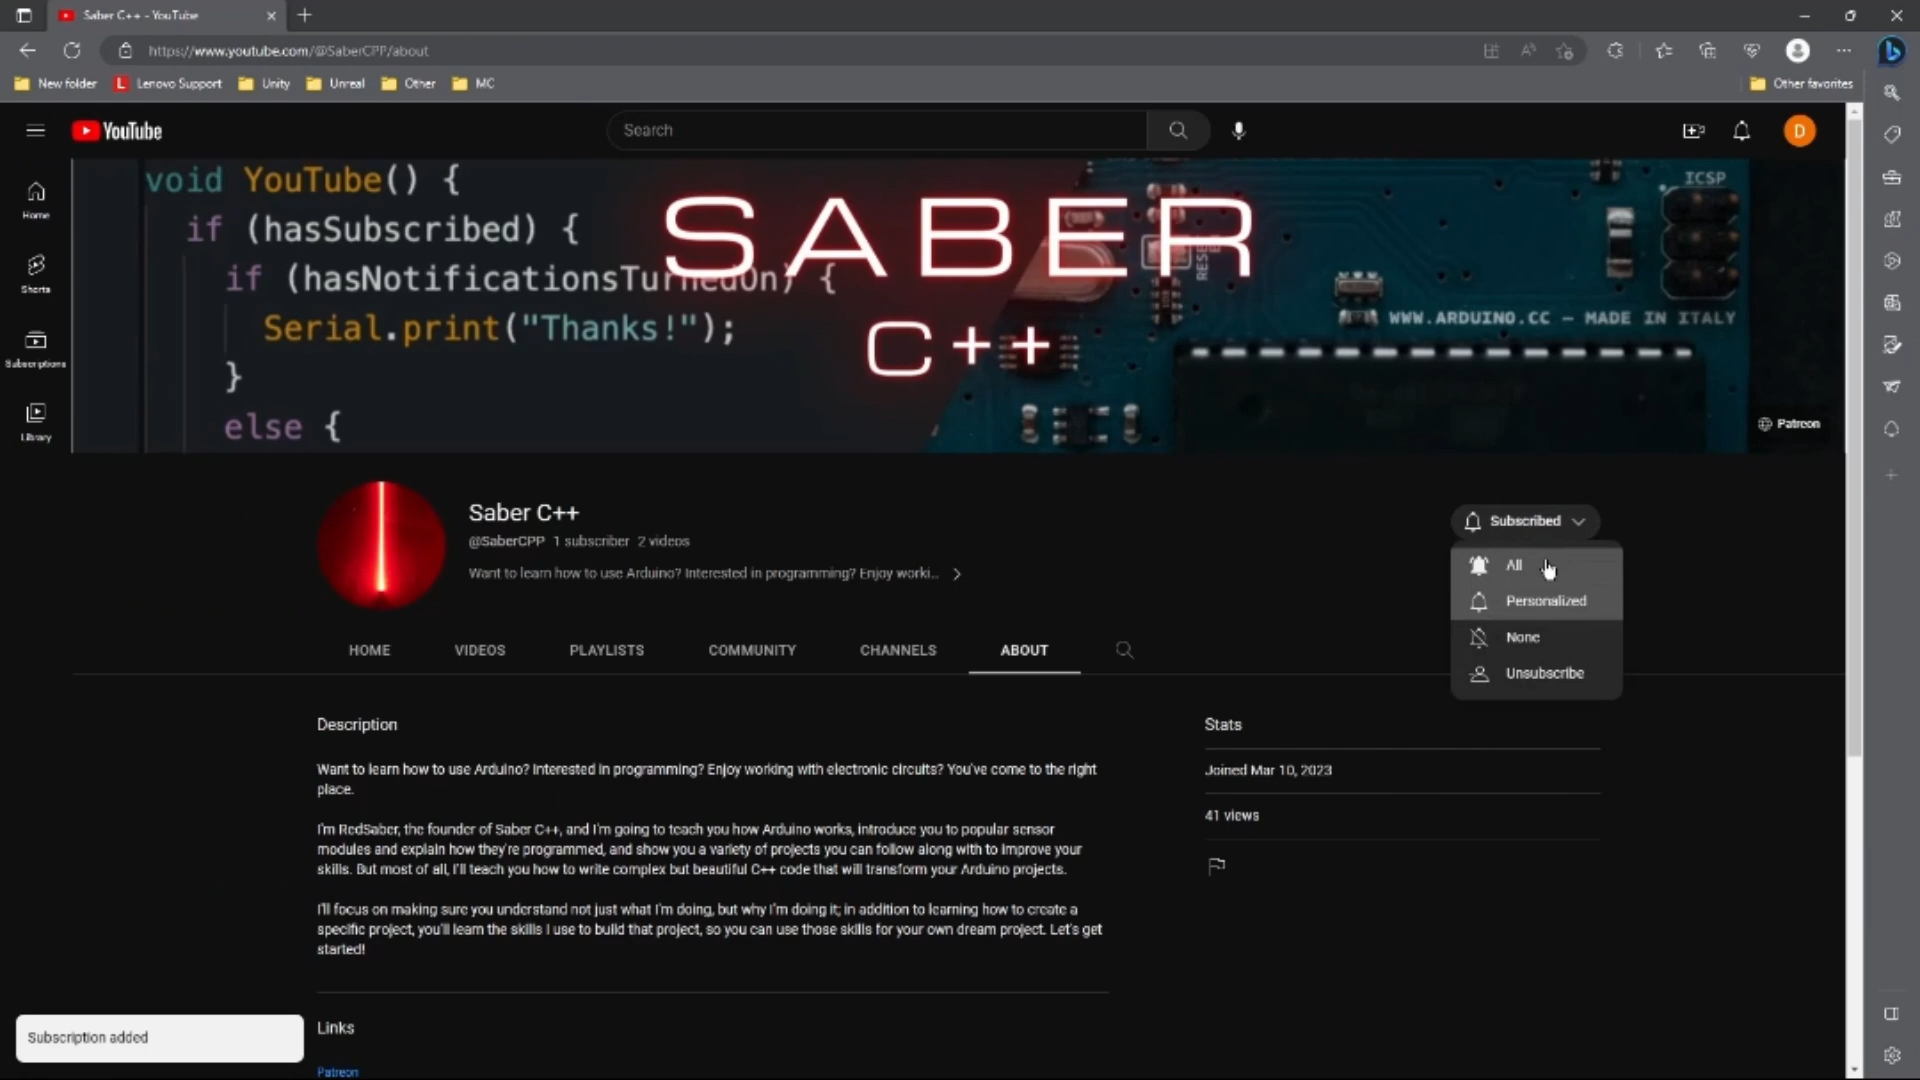 Saber C++ - YouTube
https://www.youtube.com/@SaberCPP/about
New folder
Lenovo Support
Unity
Unreal
Other
MC
Other favorites
YouTube
Search
D
Home
Shorts
Subscriptions
Library
void YouTube() {
if (hasSubscribed) {
if (hasNotificationsTurnedOn) {
Serial.print("Thanks!");
}
else {
SABER
C++
RESET
ICSP
WWW.ARDUINO.CC – MADE IN ITALY
Patreon
Saber C++
@SaberCPP 1 subscriber 2 videos
Want to learn how to use Arduino? Interested in programming? Enjoy worki...
Subscribed
All
Personalized
None
Unsubscribe
HOME
VIDEOS
PLAYLISTS
COMMUNITY
CHANNELS
ABOUT
Description
Want to learn how to use Arduino? Interested in programming? Enjoy working with electronic circuits? You've come to the right
place.
I'm RedSaber, the founder of Saber C++, and I'm going to teach you how Arduino works, introduce you to popular sensor
modules and explain how they're programmed, and show you a variety of projects you can follow along with to improve your
skills. But most of all, I'll teach you how to write complex but beautiful C++ code that will transform your Arduino projects.
I'll focus on making sure you understand not just what I'm doing, but why I'm doing it; in addition to learning how to create a
specific project, you'll learn the skills I use to build that project, so you can use those skills for your own dream project. Let's get
started!
Links
Patreon
Stats
Joined Mar 10, 2023
41 views
Subscription added